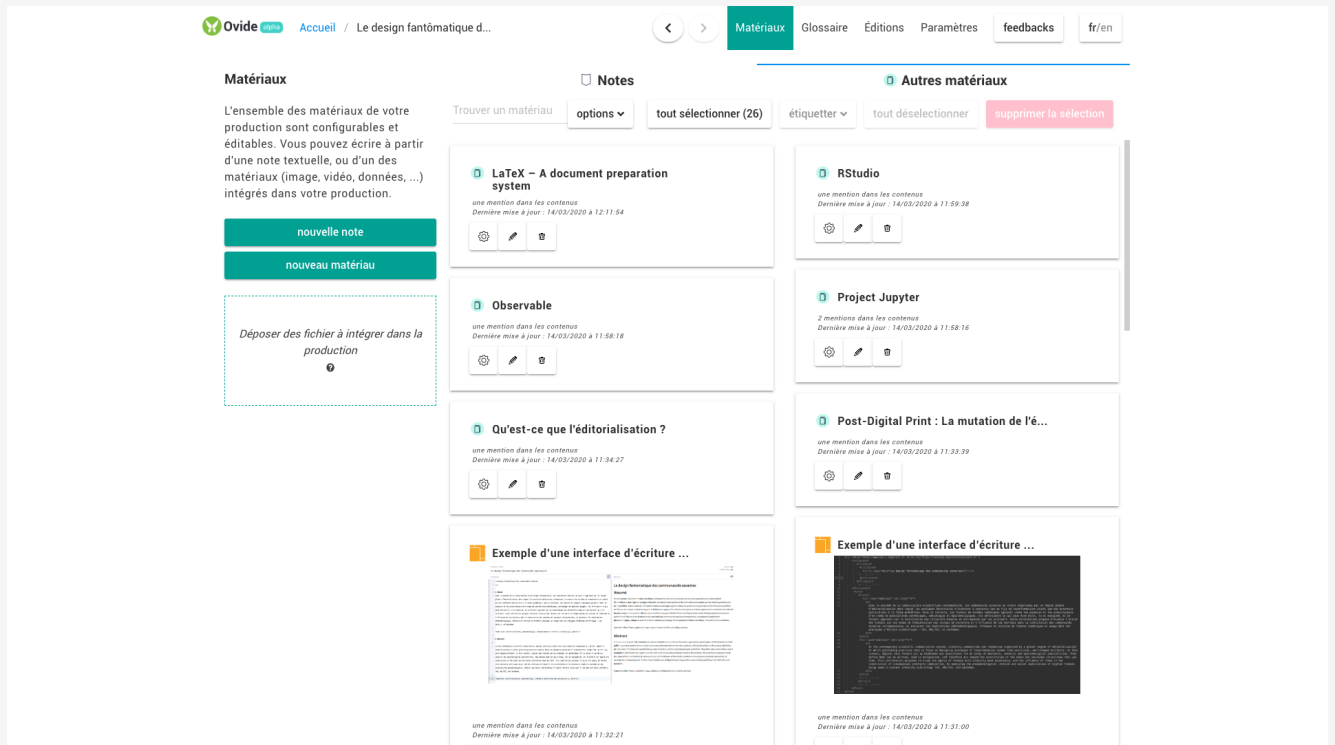 Ovide alpha Accueil / Le design fantômatique d...
Matériaux Glossaire Éditions Paramètres feedbacks fr/en
Matériaux
L'ensemble des matériaux de votre
production sont configurables et
éditables. Vous pouvez écrire à partir
d'une note textuelle, ou d'un des
matériaux (image, vidéo, données, ...)
intégrés dans votre production.
nouvelle note
nouveau matériau
Déposer des fichier à intégrer dans la
production
Notes
Autres matériaux
Trouver un matériau options tout sélectionner (26) étiquetter tout déselectionner supprimer la sélection
LaTeX – A document preparation
system
une mention dans les contenus
Dernière mise à jour : 14/03/2020 à 12:11:54
RStudio
une mention dans les contenus
Dernière mise à jour : 14/03/2020 à 11:59:38
Observable
une mention dans les contenus
Dernière mise à jour : 14/03/2020 à 11:58:18
Project Jupyter
2 mentions dans les contenus
Dernière mise à jour : 14/03/2020 à 11:58:16
Qu'est-ce que l'éditorialisation ?
une mention dans les contenus
Dernière mise à jour : 14/03/2020 à 11:34:27
Post-Digital Print : La mutation de l'é...
une mention dans les contenus
Dernière mise à jour : 14/03/2020 à 11:33:39
Exemple d'une interface d'écriture ...
une mention dans les contenus
Dernière mise à jour : 14/03/2020 à 11:32:21
Exemple d'une interface d'écriture ...
une mention dans les contenus
Dernière mise à jour : 14/03/2020 à 11:31:00